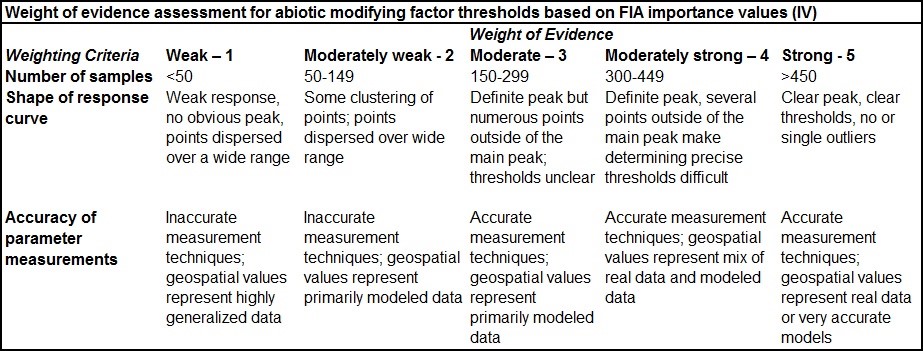 Weight of evidence assessment for abiotic modifying factor thresholds based on FIA importance values (IV)
Weight of Evidence
Weighting Criteria Weak – 1 Moderately weak - 2 Moderate – 3 Moderately strong – 4 Strong - 5
Number of samples <50 50-149 150-299 300-449 >450
Shape of response Weak response, Some clustering of Definite peak but Definite peak, several Clear peak, clear
curve no obvious peak, points; points numerous points points outside of the thresholds, no or
points dispersed dispersed over wide outside of the main peak make single outliers
over a wide range range main peak; determining precise
thresholds unclear thresholds difficult
Accuracy of Inaccurate Inaccurate Accurate Accurate measurement Accurate
parameter measurement measurement measurement techniques; geospatial measurement
measurements techniques; techniques; geospatial techniques; values represent mix of techniques;
geospatial values values represent geospatial values real data and modeled geospatial values
represent highly primarily modeled data represent data represent real data
generalized data primarily modeled or very accurate
data models